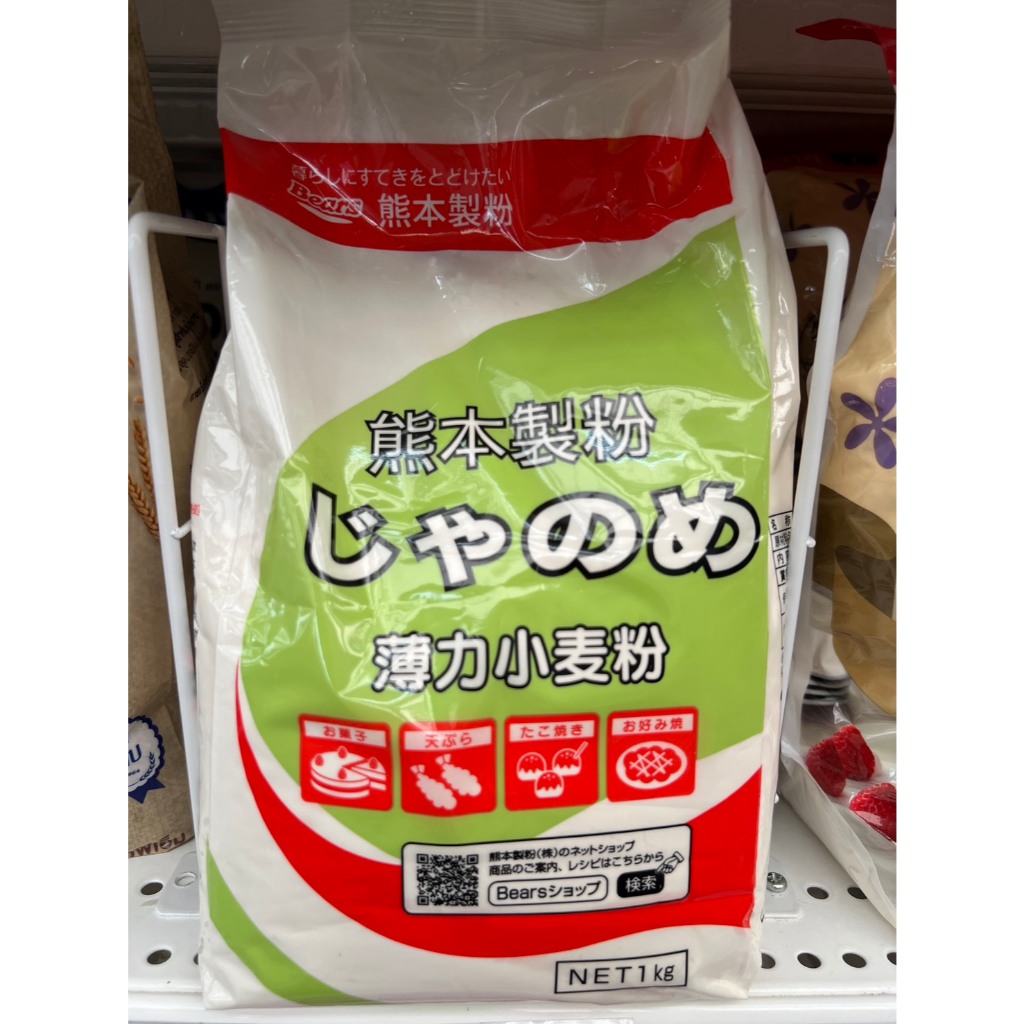 暮らしにすてきをとどけたい
Bears 熊本製粉
熊本製粉
じゃのめ
薄力小麦粉
お菓子 天ぷら たこ焼き お好み焼
熊本製粉(株)のネットショップ
商品のご案内、レシピはこちらから
Bearsショップ 検索
NET1kg
名称